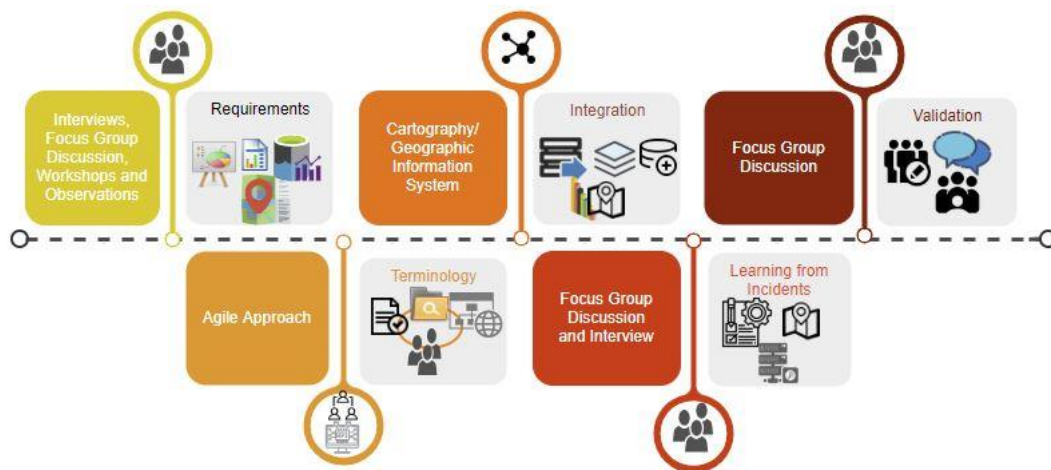 Interviews,
Focus Group
Discussion,
Workshops and
Observations
Requirements
Cartography/
Geographic
Information
System
Integration
Focus Group
Discussion
Validation
Agile Approach
Terminology
Focus Group
Discussion
and Interview
Learning from
Incidents